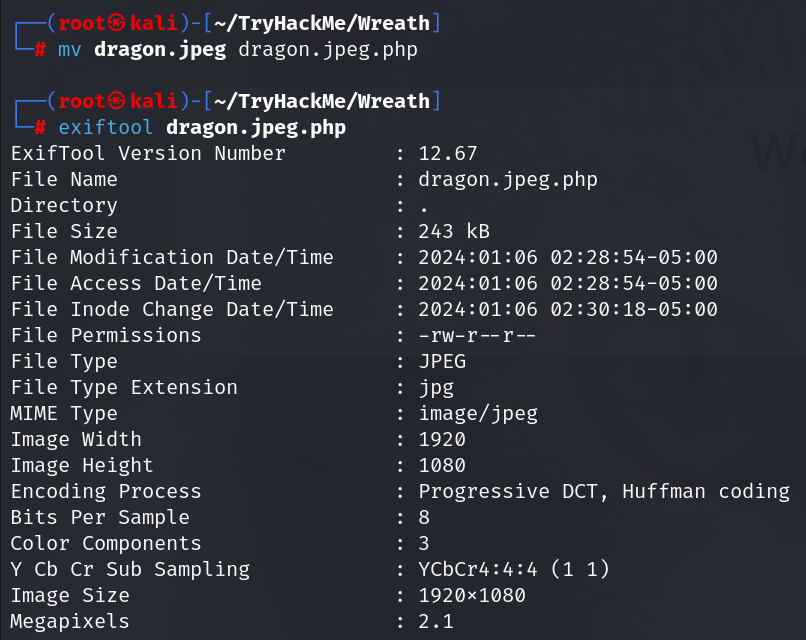 ┌──(root㉿kali)-[~/TryHackMe/Wreath]
└─# mv dragon.jpeg dragon.jpeg.php
┌──(root㉿kali)-[~/TryHackMe/Wreath]
└─# exiftool dragon.jpeg.php
ExifTool Version Number         : 12.67
File Name                       : dragon.jpeg.php
Directory                       : .
File Size                       : 243 kB
File Modification Date/Time     : 2024:01:06 02:28:54-05:00
File Access Date/Time           : 2024:01:06 02:28:54-05:00
File Inode Change Date/Time     : 2024:01:06 02:30:18-05:00
File Permissions                : -rw-r--r--
File Type                       : JPEG
File Type Extension             : jpg
MIME Type                       : image/jpeg
Image Width                     : 1920
Image Height                    : 1080
Encoding Process                : Progressive DCT, Huffman coding
Bits Per Sample                 : 8
Color Components                : 3
Y Cb Cr Sub Sampling            : YCbCr4:4:4 (1 1)
Image Size                      : 1920×1080
Megapixels                      : 2.1